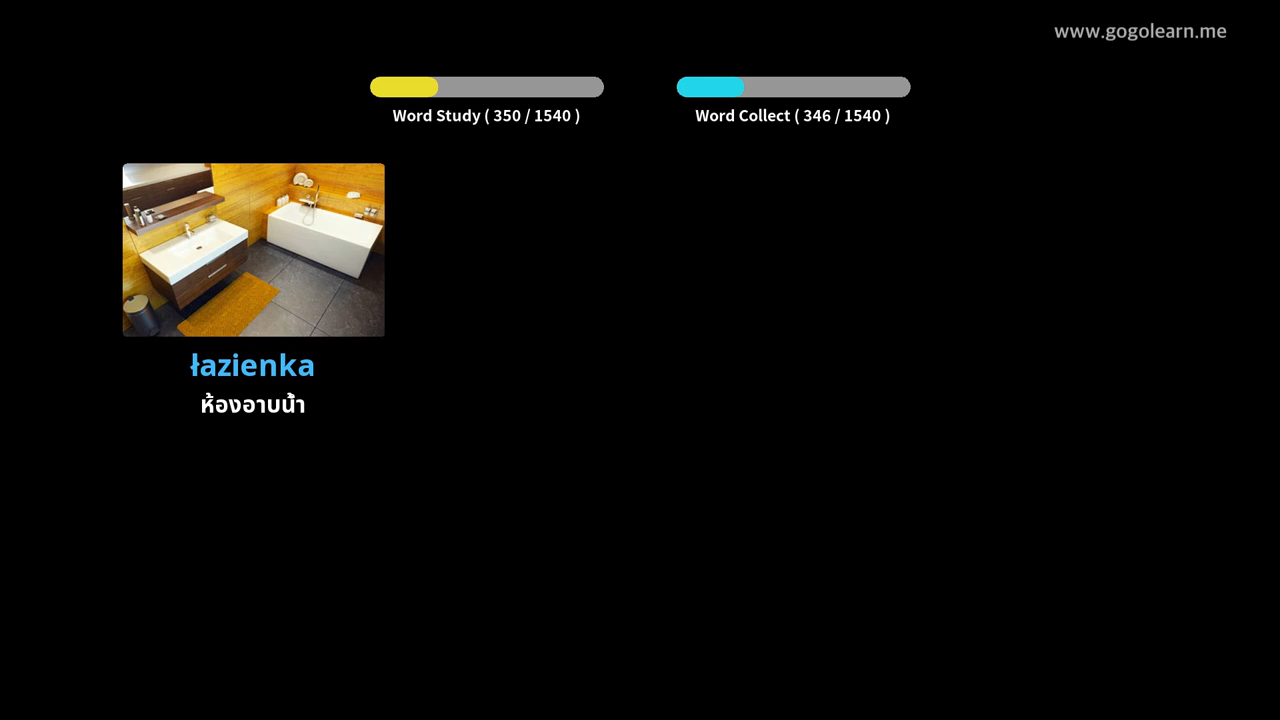 www.gogolearn.me
Word Study ( 350 / 1540 )
Word Collect ( 346 / 1540 )
łazienka
ห้องอาบน้ำ